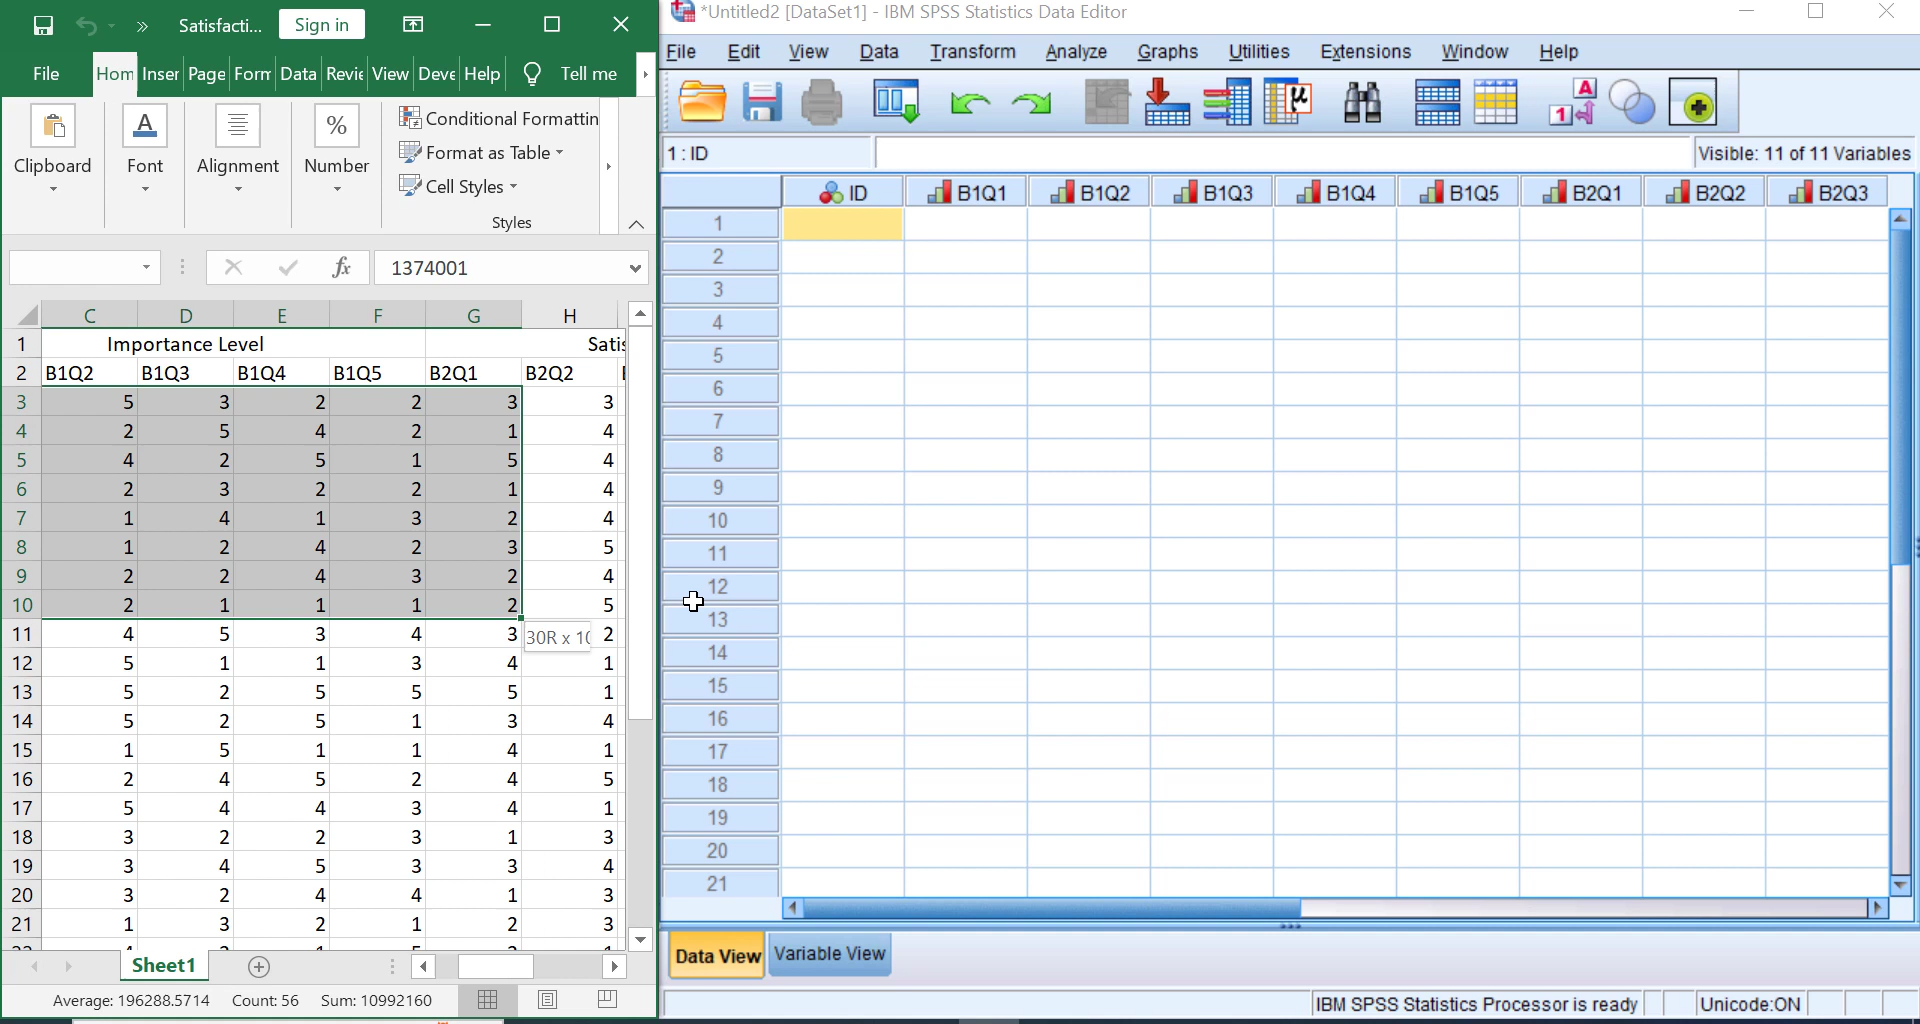 Satisfacti...
Sign in
File
Hom
Inser
Page
Forn
Data
Revie
View
Deve
Help
Tell me
Clipboard
Font
Alignment
Number
Conditional Formattin
Format as Table
Cell Styles
Styles
1374001
C D E F G H
1 Importance Level Satis
2 B1Q2 B1Q3 B1Q4 B1Q5 B2Q1 B2Q2
3 5 3 2 2 3 3
4 2 5 4 2 1 4
5 4 2 5 1 5 4
6 2 3 2 2 1 4
7 1 4 1 3 2 4
8 1 2 4 2 3 5
9 2 2 4 3 2 4
10 2 1 1 1 2 5
11 4 5 3 4 3 2
30R x 10
12 5 1 1 3 4 1
13 5 2 5 5 5 1
14 5 2 5 1 3 4
15 1 5 1 1 4 1
16 2 4 5 2 4 5
17 5 4 4 3 4 1
18 3 2 2 3 1 3
19 3 4 5 3 3 4
20 3 2 4 4 1 3
21 1 3 2 1 2 3
Sheet1
Average: 196288.5714 Count: 56 Sum: 10992160
*Untitled2 [DataSet1] - IBM SPSS Statistics Data Editor
File Edit View Data Transform Analyze Graphs Utilities Extensions Window Help
1 : ID
Visible: 11 of 11 Variables
ID B1Q1 B1Q2 B1Q3 B1Q4 B1Q5 B2Q1 B2Q2 B2Q3
1
2
3
4
5
6
7
8
9
10
11
12
13
14
15
16
17
18
19
20
21
Data View
Variable View
IBM SPSS Statistics Processor is ready
Unicode:ON